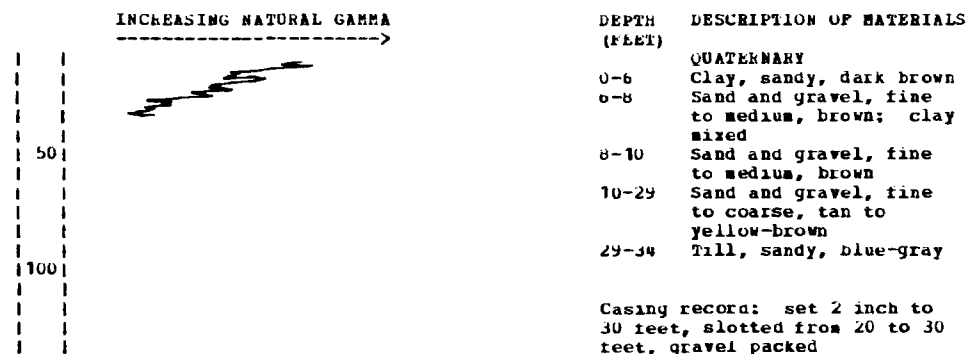 INCREASING NATURAL GAMMA
DEPTH DESCRIPTION OF MATERIALS
(FEET)
QUATERNARY
0-6 Clay, sandy, dark brown
6-8 Sand and gravel, fine
to medium, brown; clay
mixed
50
8-10 Sand and gravel, fine
to medium, brown
10-29 Sand and gravel, fine
to coarse, tan to
yellow-brown
29-34 Till, sandy, blue-gray
100
Casing record: set 2 inch to
30 feet, slotted from 20 to 30
feet, gravel packed